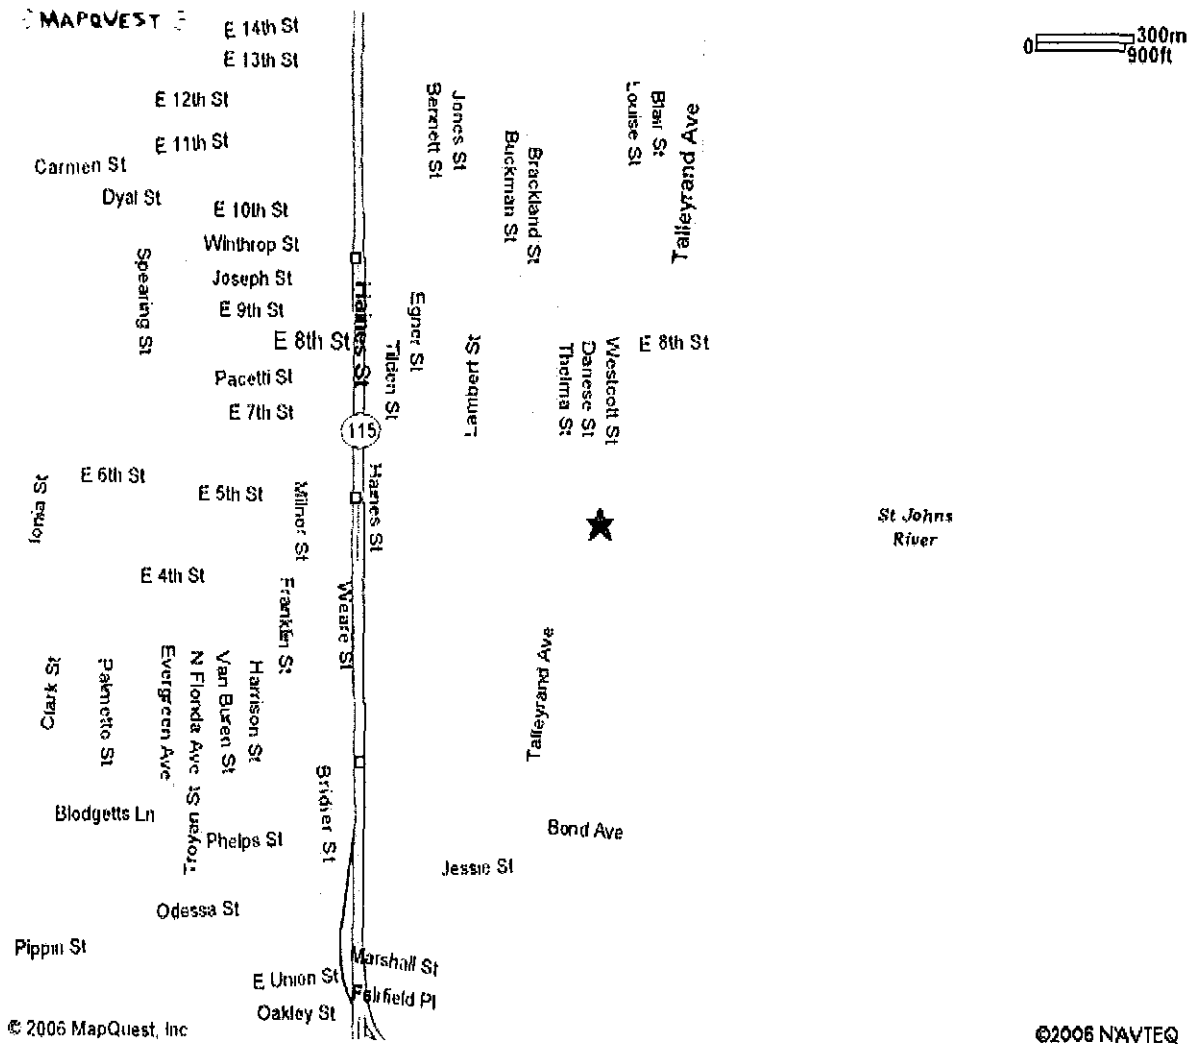 MAPQUEST
E 14th St
E 13th St
0
300m
900ft
E 12th St
E 11th St
Carmen St
Dyal St
E 10th St
Winthrop St
Joseph St
E 9th St
E 8th St
Pacetti St
E 7th St
Spearing St
Haines St
Bennett St
Jones St
Buckman St
Brackland St
Louise St
Blair St
Talleyrand Ave
Egner St
Tilden St
Lambert St
Thelma St
Danese St
Westcott St
E 8th St
115
Ionia St
E 6th St
E 5th St
Milnor St
Haines St
St Johns
River
E 4th St
Franklin St
Weare St
Clark St
Palmetto St
Evergreen Ave
N Florida Ave
Van Buren St
Harrison St
Talleyrand Ave
Blodgetts Ln
Troyan St
Phelps St
Bridier St
Bond Ave
Jessie St
Odessa St
Pippin St
Marshall St
E Union St
Fairfield Pl
Oakley St
© 2006 MapQuest, Inc
©2006 NAVTEQ